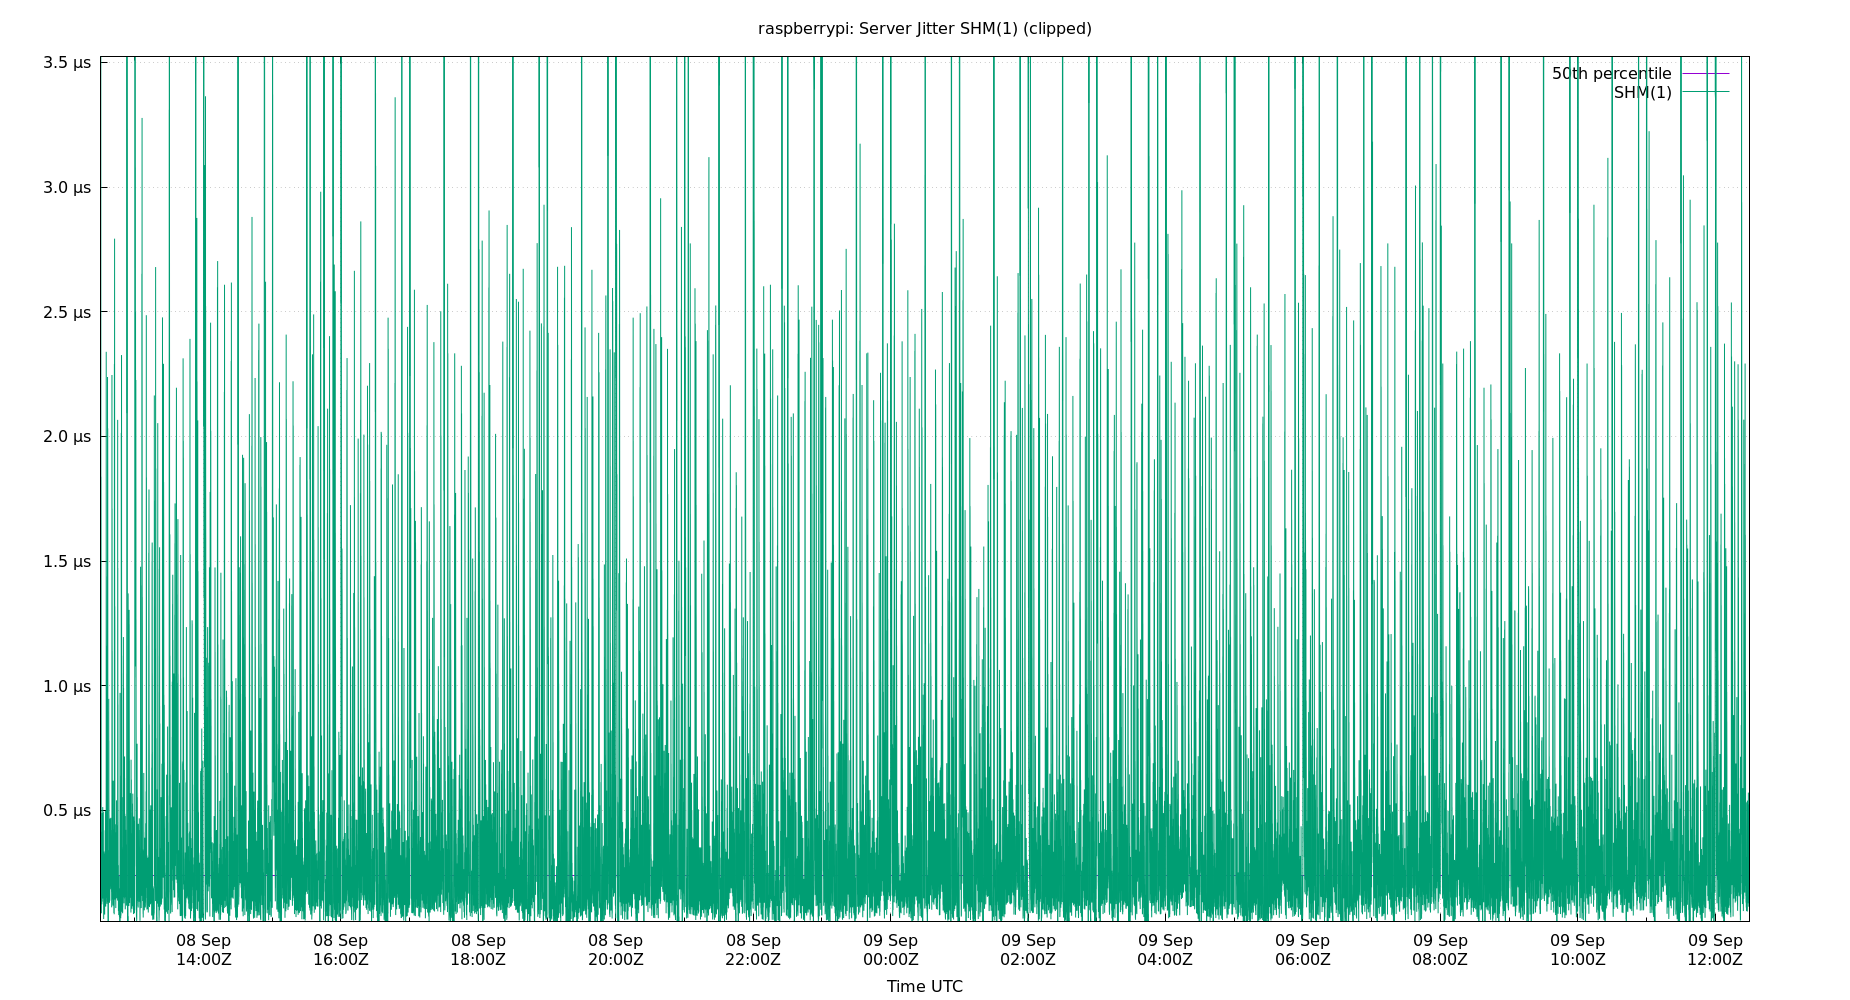 raspberrypi: Server Jitter SHM(1) (clipped)
3.5 µs
3.0 µs
2.5 µs
2.0 µs
1.5 µs
1.0 µs
0.5 µs
50th percentile
SHM(1)
08 Sep 08 Sep 08 Sep 08 Sep 08 Sep 09 Sep 09 Sep 09 Sep 09 Sep 09 Sep 09 Sep 09 Sep
14:00Z 16:00Z 18:00Z 20:00Z 22:00Z 00:00Z 02:00Z 04:00Z 06:00Z 08:00Z 10:00Z 12:00Z
Time UTC